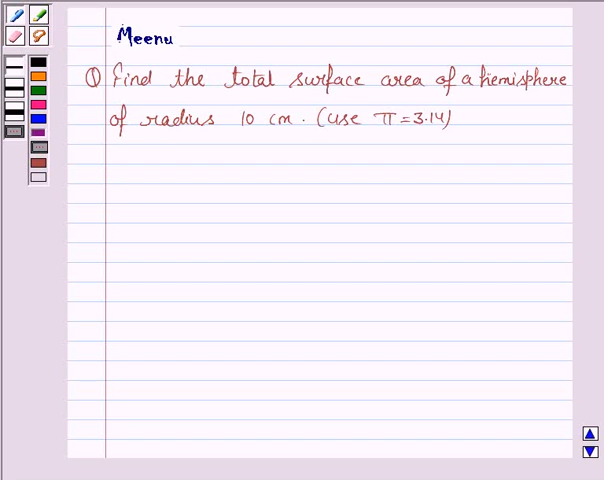 Meenu
① Find the total surface area of a hemisphere
of radius 10 cm. (use π = 3.14)